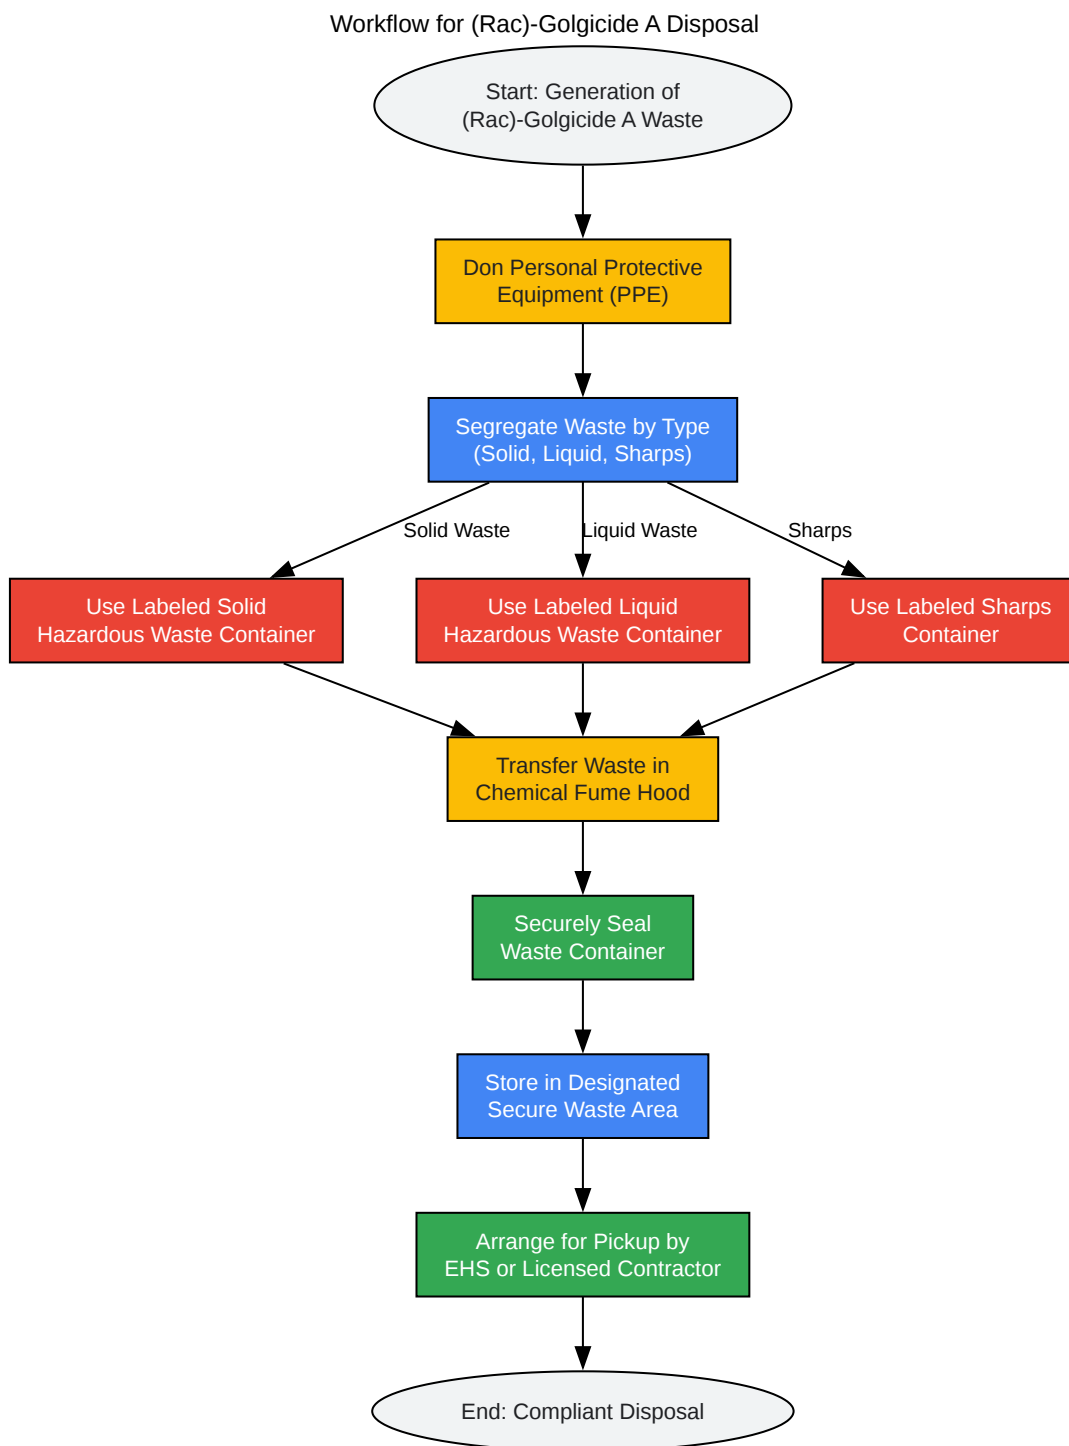 Workflow for (Rac)-Golgicide A Disposal
Start: Generation of
(Rac)-Golgicide A Waste
Don Personal Protective
Equipment (PPE)
Segregate Waste by Type
(Solid, Liquid, Sharps)
Solid Waste
Liquid Waste
Sharps
Use Labeled Solid
Hazardous Waste Container
Use Labeled Liquid
Hazardous Waste Container
Use Labeled Sharps
Container
Transfer Waste in
Chemical Fume Hood
Securely Seal
Waste Container
Store in Designated
Secure Waste Area
Arrange for Pickup by
EHS or Licensed Contractor
End: Compliant Disposal